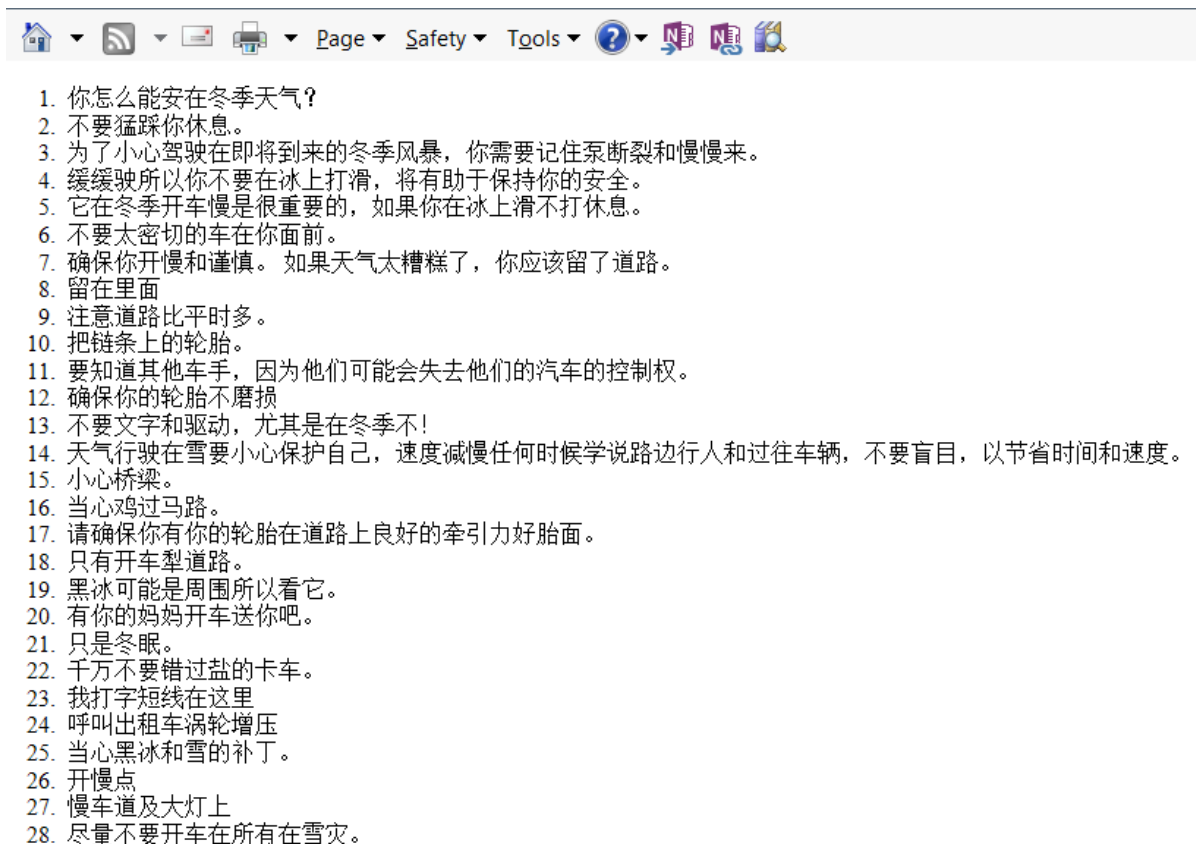 Page Safety Tools
1. 你怎么能安在冬季天气?
2. 不要猛踩你休息。
3. 为了小心驾驶在即将到来的冬季风暴，你需要记住泵断裂和慢慢来。
4. 缓缓驶所以你不要在冰上打滑，将有助于保持你的安全。
5. 它在冬季开车慢是很重要的，如果你在冰上滑不打休息。
6. 不要太密切的车在你面前。
7. 确保你开慢和谨慎。 如果天气太糟糕了，你应该留了道路。
8. 留在里面
9. 注意道路比平时多。
10. 把链条上的轮胎。
11. 要知道其他车手，因为他们可能会失去他们的汽车的控制权。
12. 确保你的轮胎不磨损
13. 不要文字和驱动，尤其是在冬季不!
14. 天气行驶在雪要小心保护自己，速度减慢任何时候学说路边行人和过往车辆，不要盲目，以节省时间和速度。
15. 小心桥梁。
16. 当心鸡过马路。
17. 请确保你有你的轮胎在道路上良好的牵引力好胎面。
18. 只有开车犁道路。
19. 黑冰可能是周围所以看它。
20. 有你的妈妈开车送你吧。
21. 只是冬眠。
22. 千万不要错过盐的卡车。
23. 我打字短线在这里
24. 呼叫出租车涡轮增压
25. 当心黑冰和雪的补丁。
26. 开慢点
27. 慢车道及大灯上
28. 尽量不要开车在所有在雪灾。